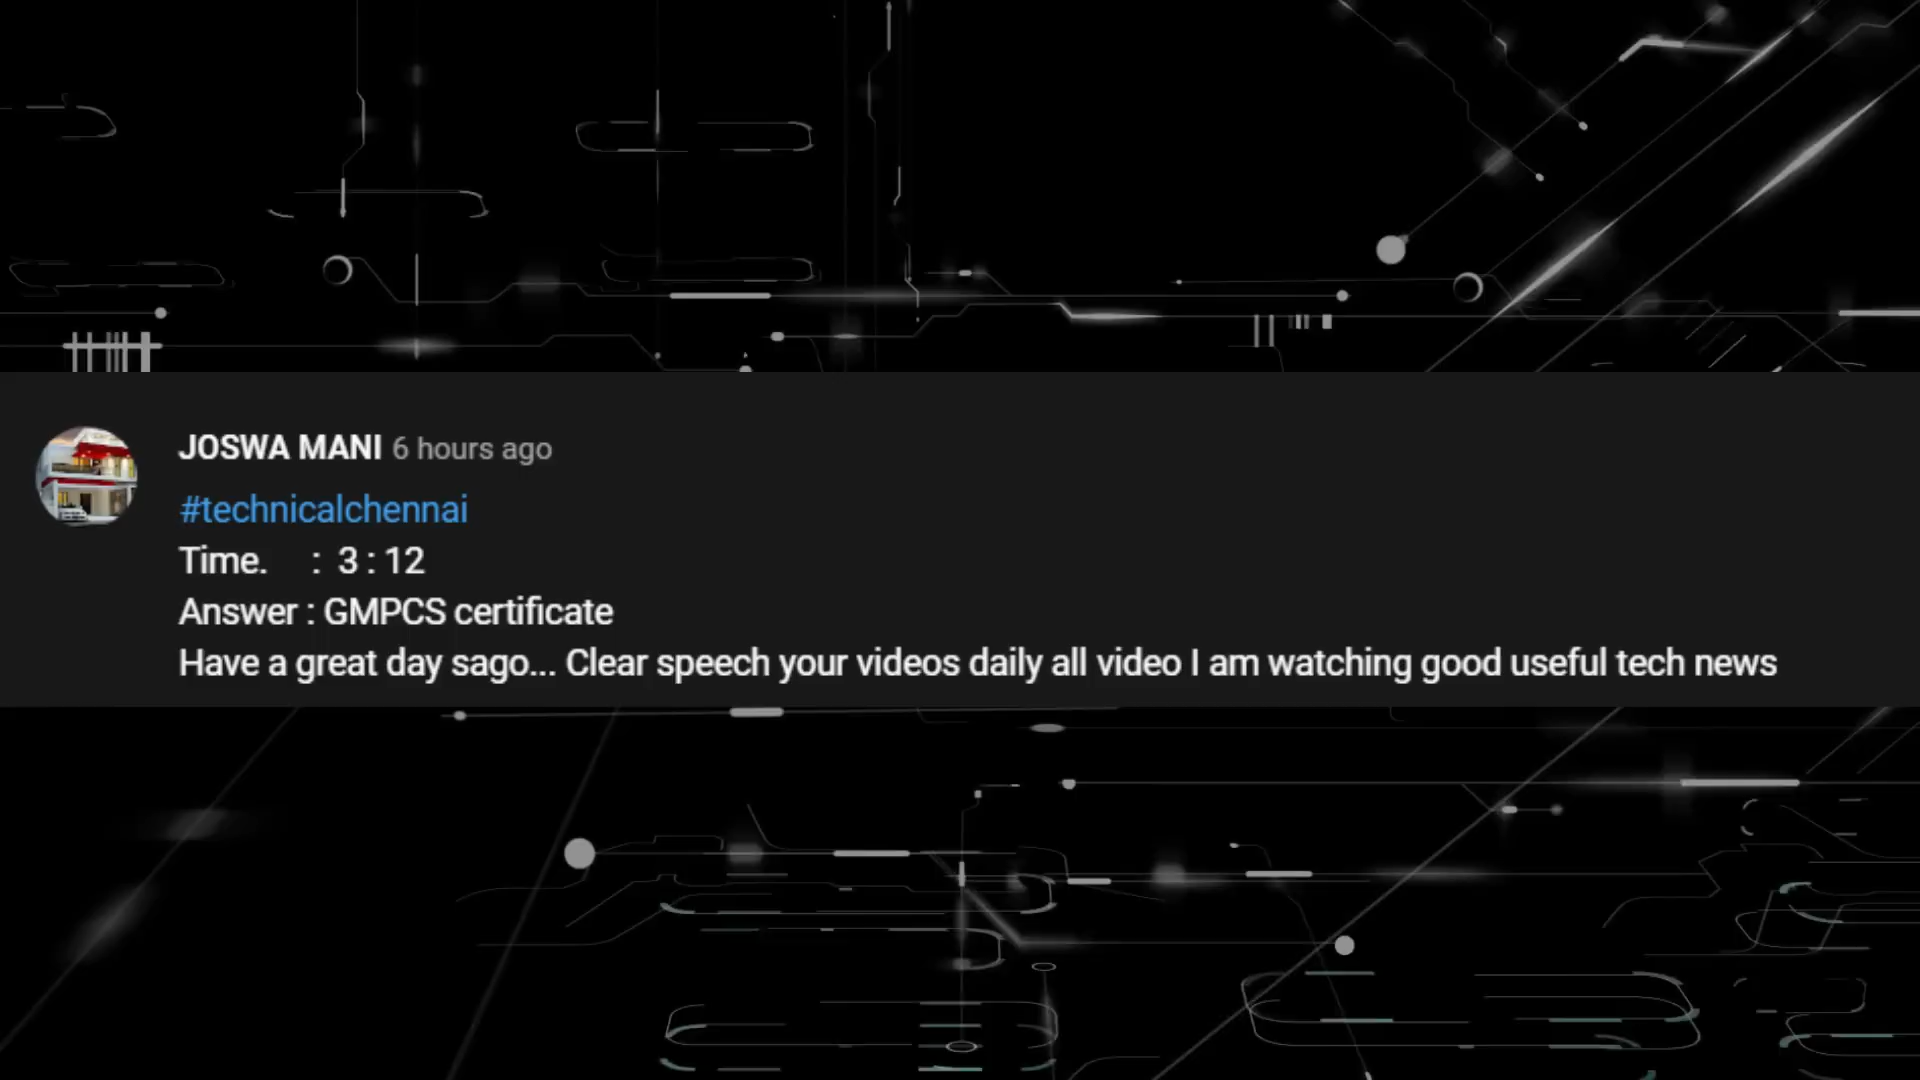 JOSWA MANI 6 hours ago
#technicalchennai
Time. : 3 : 12
Answer : GMPCS certificate
Have a great day sago... Clear speech your videos daily all video I am watching good useful tech news